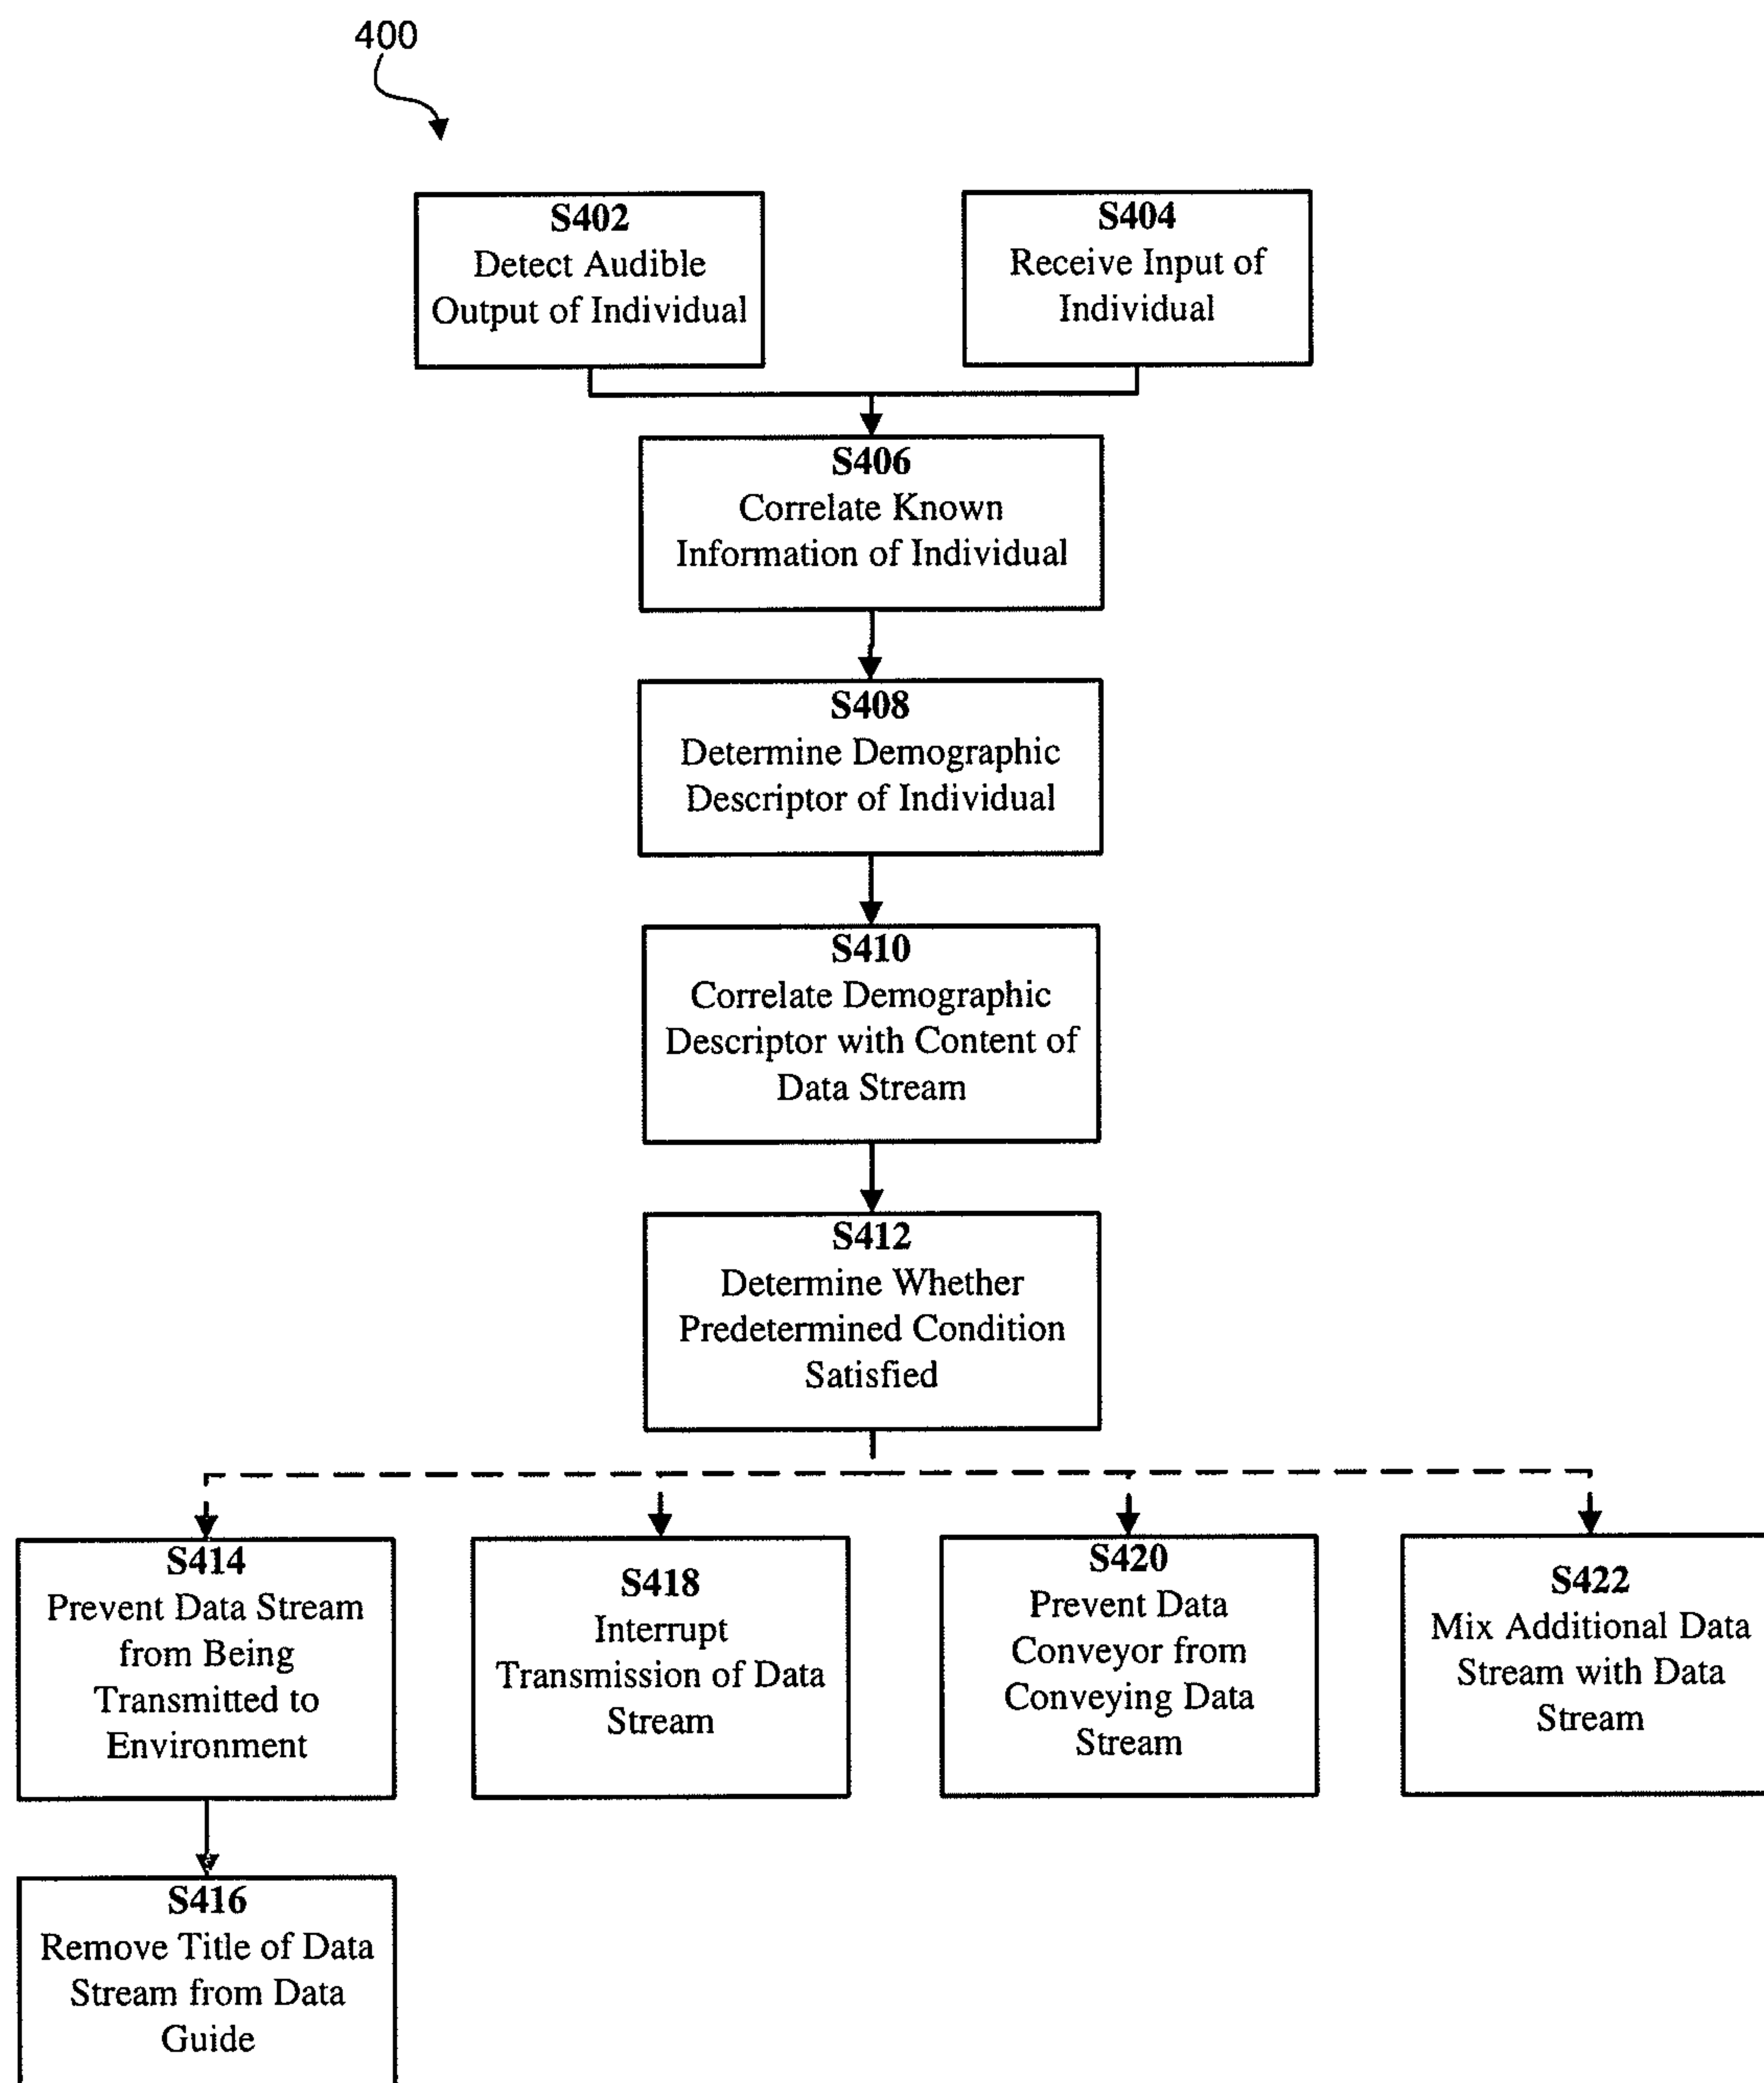 400
S402
Detect Audible
Output of Individual
S404
Receive Input of
Individual
S406
Correlate Known
Information of Individual
S408
Determine Demographic
Descriptor of Individual
S410
Correlate Demographic
Descriptor with Content of
Data Stream
S412
Determine Whether
Predetermined Condition
Satisfied
S414
Prevent Data Stream
from Being
Transmitted to
Environment
S418
Interrupt
Transmission of Data
Stream
S420
Prevent Data
Conveyor from
Conveying Data
Stream
S422
Mix Additional Data
Stream with Data
Stream
S416
Remove Title of Data
Stream from Data
Guide